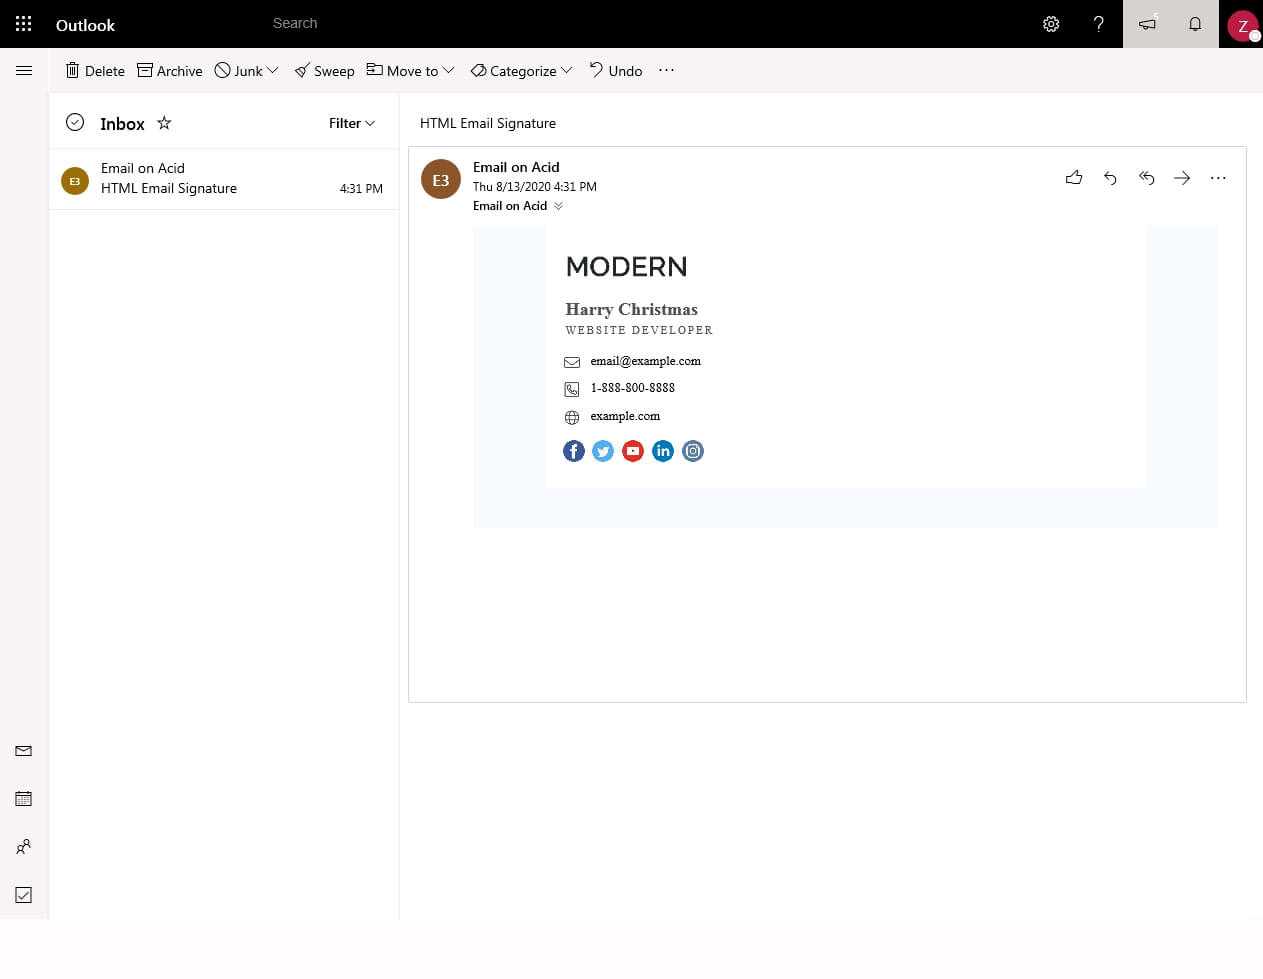 Outlook
Search
5
Z
Delete Archive Junk Sweep Move to Categorize Undo
Inbox
Filter
E3
Email on Acid
HTML Email Signature
4:31 PM
HTML Email Signature
E3
Email on Acid
Thu 8/13/2020 4:31 PM
Email on Acid
MODERN
Harry Christmas
WEBSITE DEVELOPER
email@example.com
1-888-800-8888
example.com